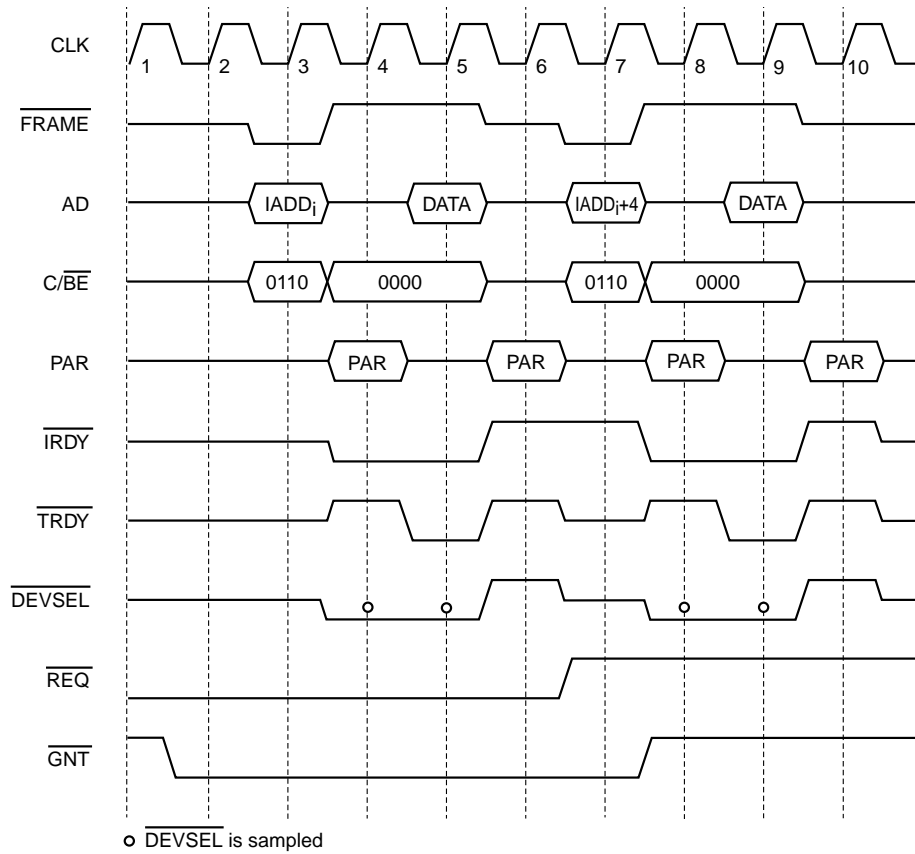 CLK
1 2 3 4 5 6 7 8 9 10
FRAME
AD
IADDi DATA IADDi+4 DATA
C/BE
0110 0000 0110 0000
PAR
PAR PAR PAR PAR
IRDY
TRDY
DEVSEL
REQ
GNT
DEVSEL is sampled